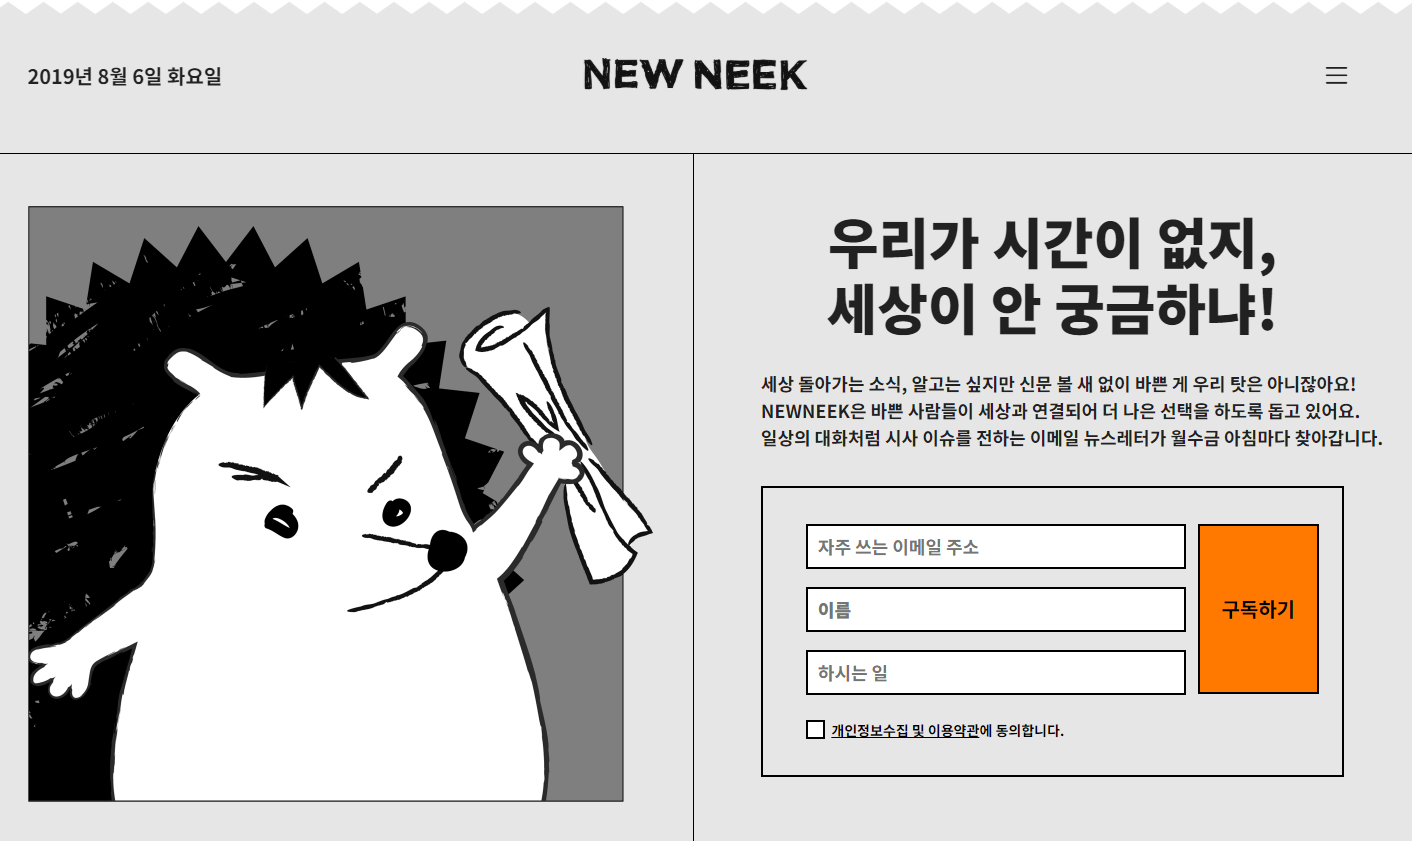 2019년 8월 6일 화요일
NEW NEEK
우리가 시간이 없지,
세상이 안 궁금하냐!
세상 돌아가는 소식, 알고는 싶지만 신문 볼 새 없이 바쁜 게 우리 탓은 아니잖아요!
NEWNEEK은 바쁜 사람들이 세상과 연결되어 더 나은 선택을 하도록 돕고 있어요.
일상의 대화처럼 시사 이슈를 전하는 이메일 뉴스레터가 월수금 아침마다 찾아갑니다.
자주 쓰는 이메일 주소
이름
하시는 일
구독하기
개인정보수집 및 이용약관에 동의합니다.